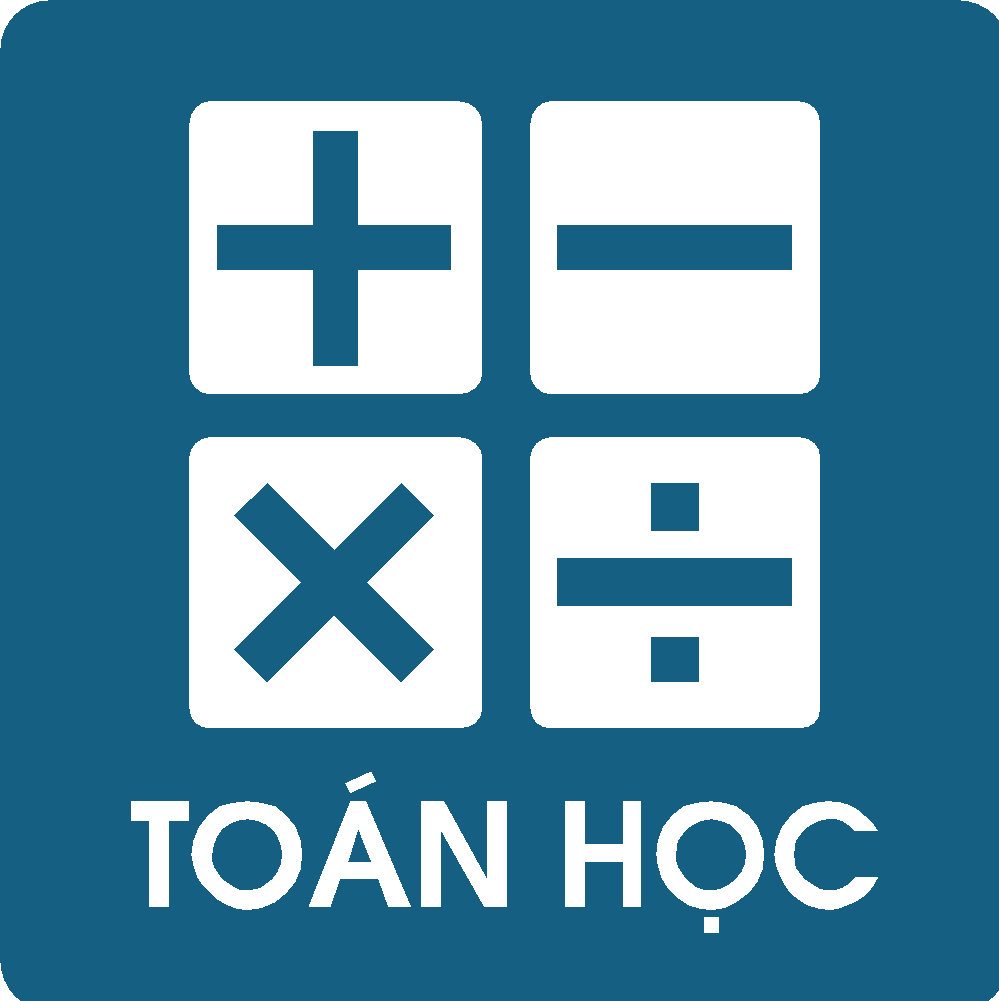 + −
× ÷
TOÁN HỌC